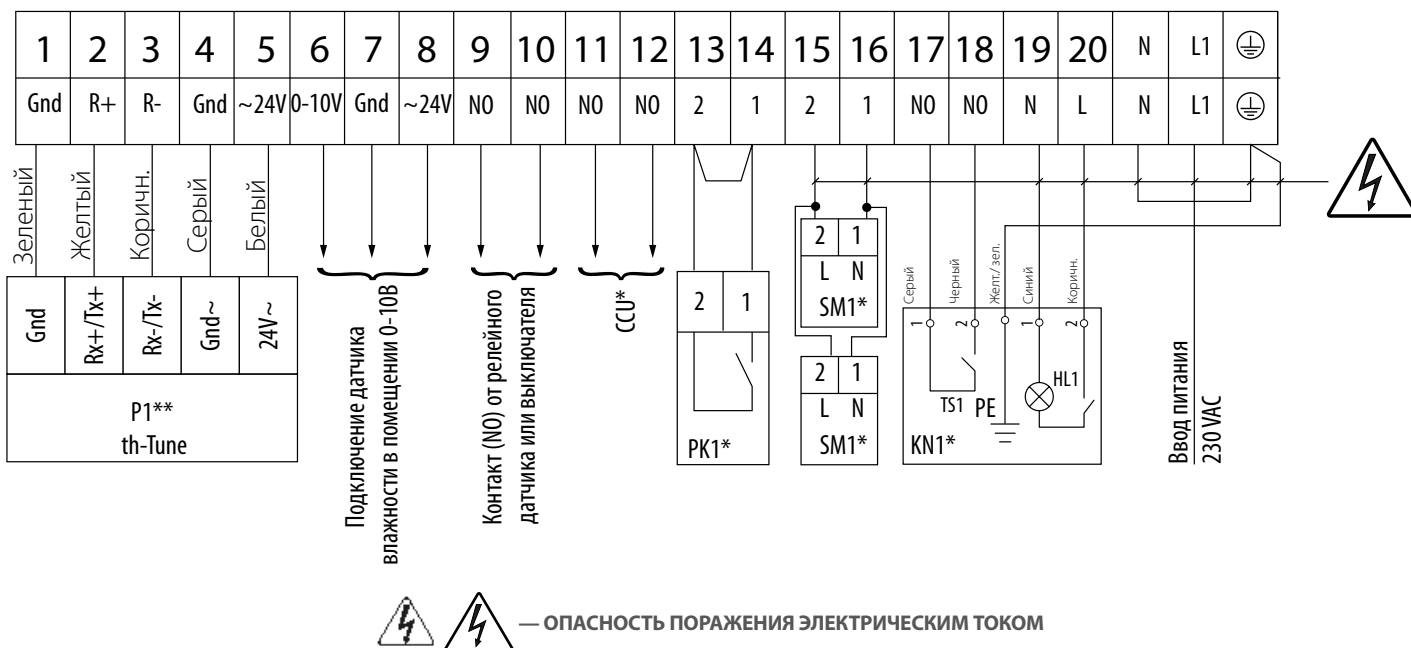 1 2 3 4 5 6 7 8 9 10 11 12 13 14 15 16 17 18 19 20 N L1
Gnd R+ R- Gnd ~24V 0-10V Gnd ~24V NO NO NO NO 2 1 2 1 NO NO N L N L1
Зеленый
Желтый
Коричн.
Серый
Белый
Gnd
Rx+/Tx+
Rx-/Tx-
Gnd~
24V~
P1**
th-Tune
Подключение датчика
влажности в помещении 0-10В
Контакт (NO) от релейного
датчика или выключателя
CCU*
2 1
PK1*
2 1
L N
SM1*
2 1
L N
SM1*
Серый
Черный
Желт./зел.
Синий
Коричн.
1 2 1 2
TS1 PE HL1
KN1*
Ввод питания
230 VAC
— ОПАСНОСТЬ ПОРАЖЕНИЯ ЭЛЕКТРИЧЕСКИМ ТОКОМ